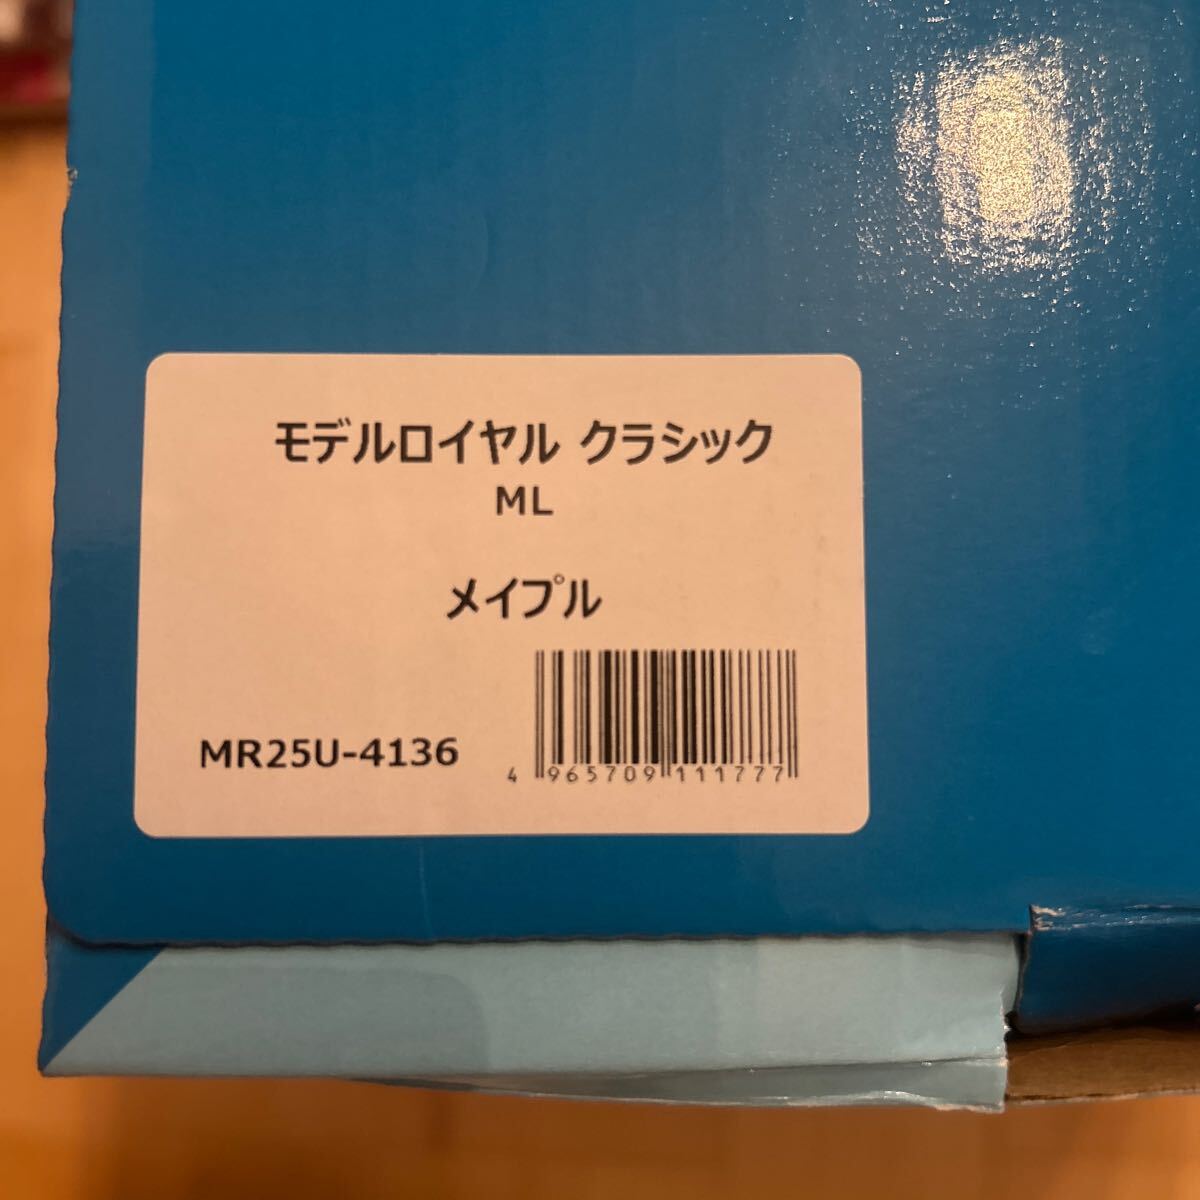 モデルロイヤル クラシック
ML
メイプル
MR25U-4136
4 965709 111777